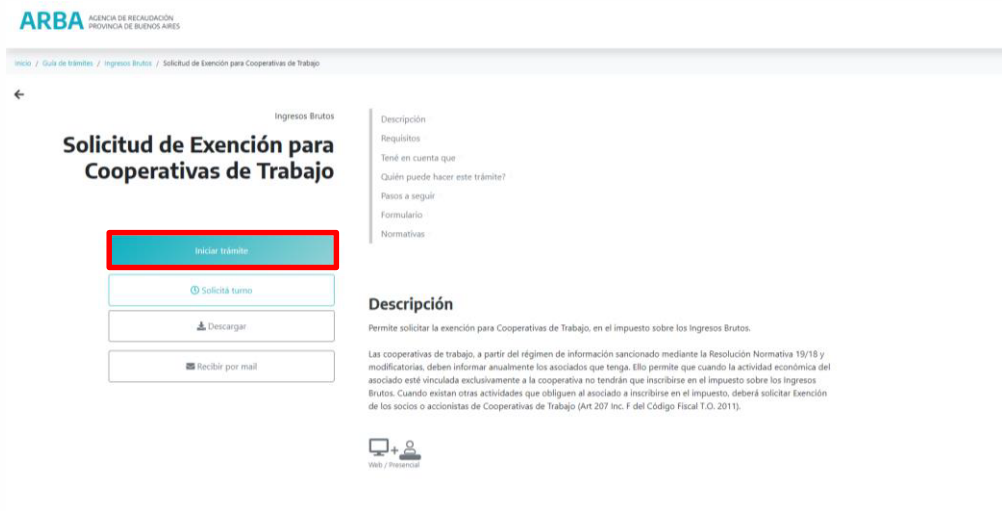 ARBA AGENCIA DE RECAUDACIÓN
PROVINCIA DE BUENOS AIRES
Inicio / Guía de trámites / Ingresos Brutos / Solicitud de Exención para Cooperativas de Trabajo
Ingresos Brutos
Solicitud de Exención para
Cooperativas de Trabajo
Iniciar trámite
Solicitá turno
Descargar
Recibir por mail
Descripción
Requisitos
Tené en cuenta que
Quién puede hacer este trámite?
Pasos a seguir
Formulario
Normativas
Descripción
Permite solicitar la exención para Cooperativas de Trabajo, en el impuesto sobre los Ingresos Brutos.
Las cooperativas de trabajo, a partir del régimen de información sancionado mediante la Resolución Normativa 19/18 y
modificatorias, deben informar anualmente los asociados que tenga. Ello permite que cuando la actividad económica del
asociado esté vinculada exclusivamente a la cooperativa no tendrán que inscribirse en el impuesto sobre los Ingresos
Brutos. Cuando existan otras actividades que obliguen al asociado a inscribirse en el impuesto, deberá solicitar Exención
de los socios o accionistas de Cooperativas de Trabajo (Art 207 Inc. F del Código Fiscal T.O. 2011).
Web / Presencial